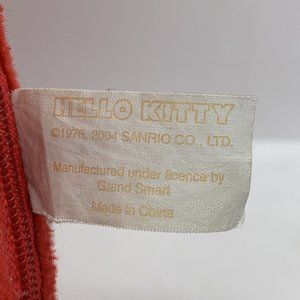 HELLO KITTY
©1976, 2004 SANRIO CO., LTD.
Manufactured under licence by
Grand Smart
Made in China